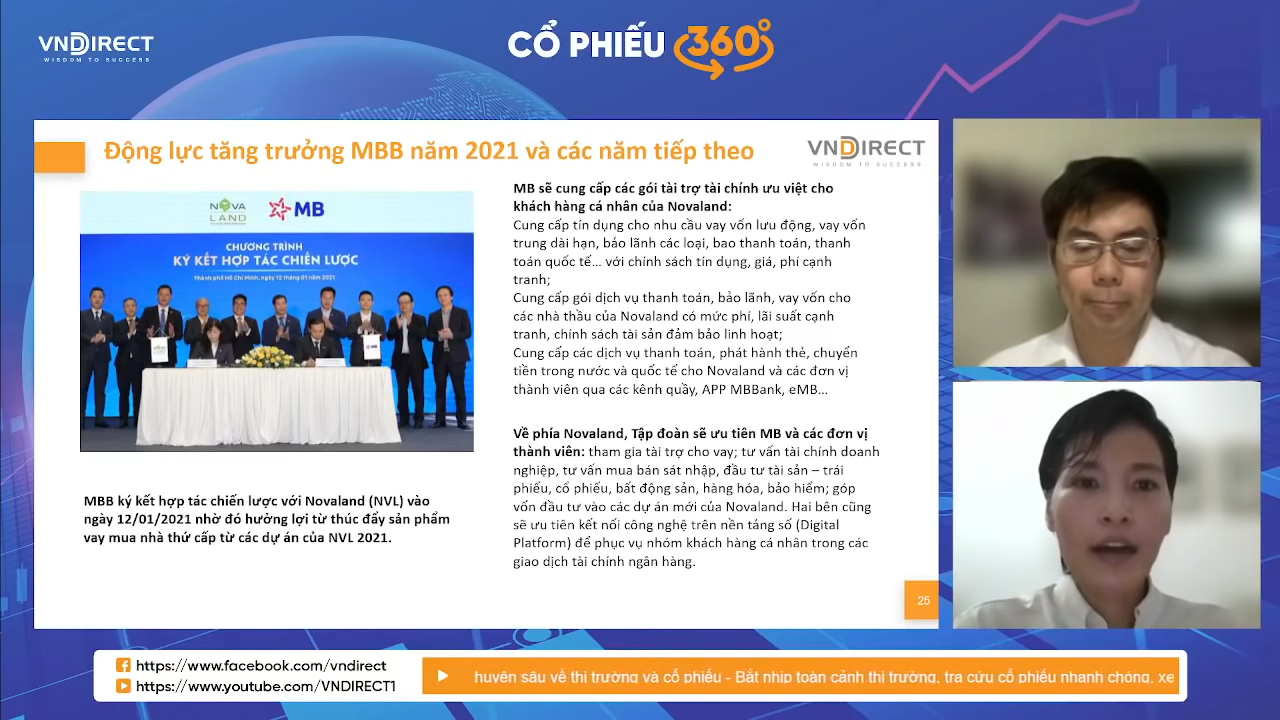 VNDIRECT
WISDOM TO SUCCESS
CỔ PHIẾU 360°
Động lực tăng trưởng MBB năm 2021 và các năm tiếp theo
VNDIRECT
WISDOM TO SUCCESS
NOVA
LAND
MB
CHƯƠNG TRÌNH
KÝ KẾT HỢP TÁC CHIẾN LƯỢC
Thành phố Hồ Chí Minh, ngày 12 tháng 01 năm 2021
MBB ký kết hợp tác chiến lược với Novaland (NVL) vào
ngày 12/01/2021 nhờ đó hưởng lợi từ thúc đẩy sản phẩm
vay mua nhà thứ cấp từ các dự án của NVL 2021.
MB sẽ cung cấp các gói tài trợ tài chính ưu việt cho
khách hàng cá nhân của Novaland:
Cung cấp tín dụng cho nhu cầu vay vốn lưu động, vay vốn
trung dài hạn, bảo lãnh các loại, bao thanh toán, thanh
toán quốc tế... với chính sách tín dụng, giá, phí cạnh
tranh;
Cung cấp gói dịch vụ thanh toán, bảo lãnh, vay vốn cho
các nhà thầu của Novaland có mức phí, lãi suất cạnh
tranh, chính sách tài sản đảm bảo linh hoạt;
Cung cấp các dịch vụ thanh toán, phát hành thẻ, chuyển
tiền trong nước và quốc tế cho Novaland và các đơn vị
thành viên qua các kênh quầy, APP MBBank, eMB...
Về phía Novaland, Tập đoàn sẽ ưu tiên MB và các đơn vị
thành viên: tham gia tài trợ cho vay; tư vấn tài chính doanh
nghiệp, tư vấn mua bán sát nhập, đầu tư tài sản – trái
phiếu, cổ phiếu, bất động sản, hàng hóa, bảo hiểm; góp
vốn đầu tư vào các dự án mới của Novaland. Hai bên cũng
sẽ ưu tiên kết nối công nghệ trên nền tảng số (Digital
Platform) để phục vụ nhóm khách hàng cá nhân trong các
giao dịch tài chính ngân hàng.
25
https://www.facebook.com/vndirect
https://www.youtube.com/VNDIRECT1
huyên sâu về thị trường và cổ phiếu - Bắt nhịp toàn cảnh thị trường, tra cứu cổ phiếu nhanh chóng, xe